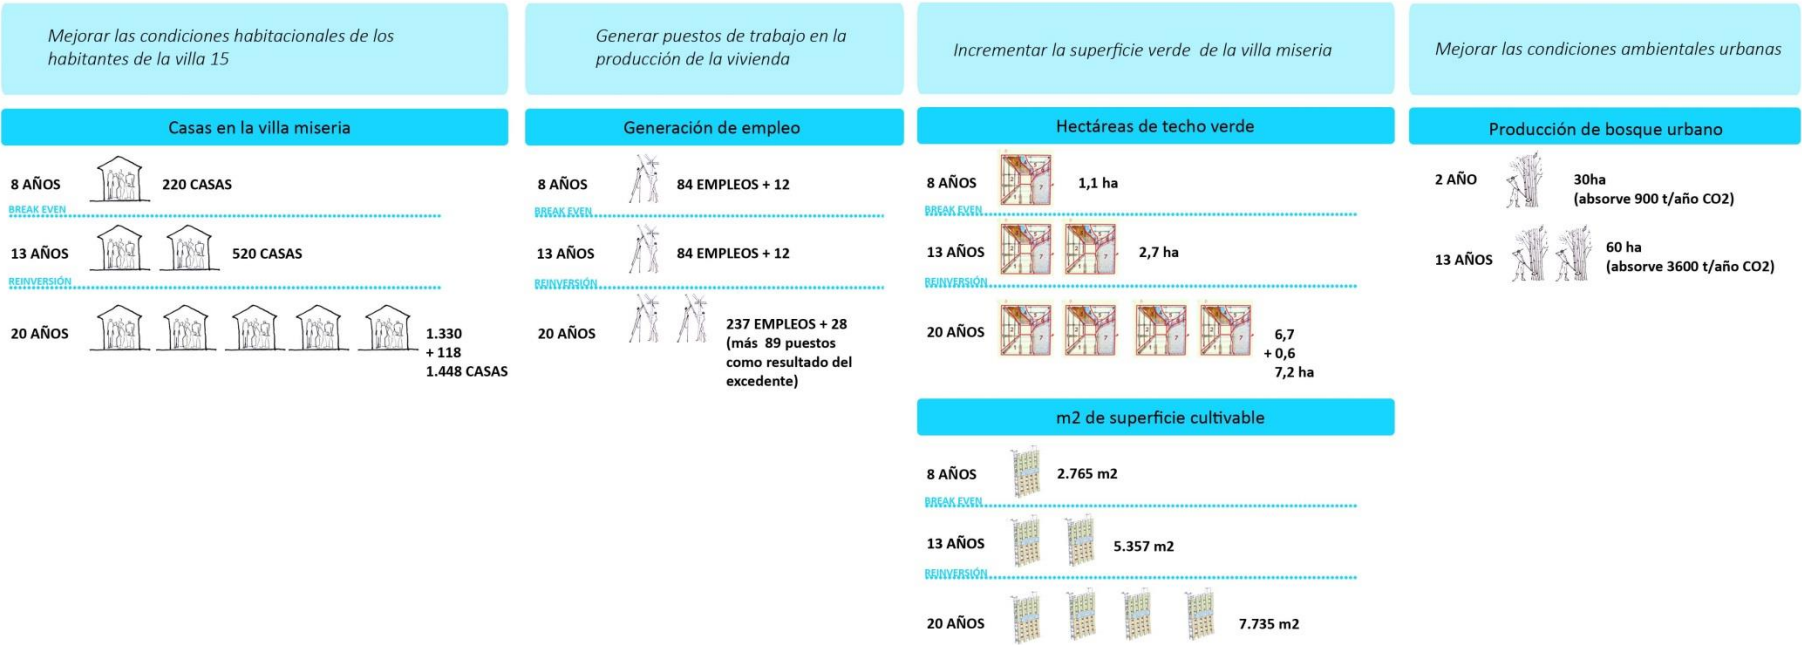 Mejorar las condiciones habitacionales de los
habitantes de la villa 15
Casas en la villa miseria
8 AÑOS
220 CASAS
BREAK EVEN
13 AÑOS
520 CASAS
REINVERSIÓN
20 AÑOS
1.330
+ 118
1.448 CASAS
Generar puestos de trabajo en la
producción de la vivienda
Generación de empleo
8 AÑOS
84 EMPLEOS + 12
BREAK EVEN
13 AÑOS
84 EMPLEOS + 12
REINVERSIÓN
20 AÑOS
237 EMPLEOS + 28
(más 89 puestos
como resultado del
excedente)
Incrementar la superficie verde de la villa miseria
Hectáreas de techo verde
8 AÑOS
1,1 ha
BREAK EVEN
13 AÑOS
2,7 ha
REINVERSIÓN
20 AÑOS
6,7
+ 0,6
7,2 ha
m2 de superficie cultivable
8 AÑOS
2.765 m2
BREAK EVEN
13 AÑOS
5.357 m2
REINVERSIÓN
20 AÑOS
7.735 m2
Mejorar las condiciones ambientales urbanas
Producción de bosque urbano
2 AÑO
30ha
(absorve 900 t/año CO2)
13 AÑOS
60 ha
(absorve 3600 t/año CO2)